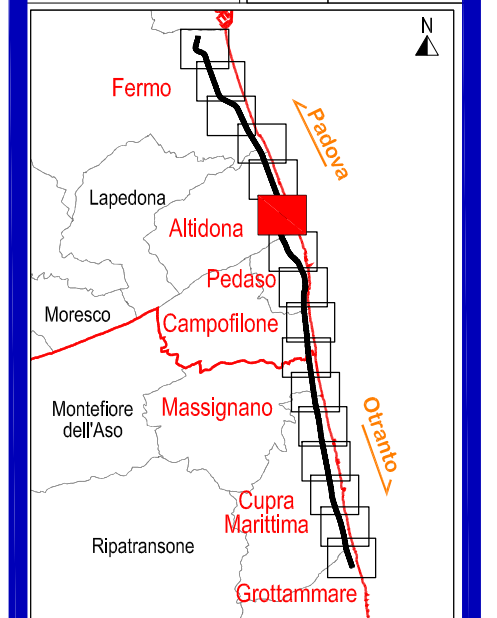 N
Fermo
Padova
Lapedona
Altidona
Pedaso
Moresco
Campofilone
Massignano
Montefiore
dell'Aso
Otranto
Cupra
Marittima
Ripatransone
Grottammare